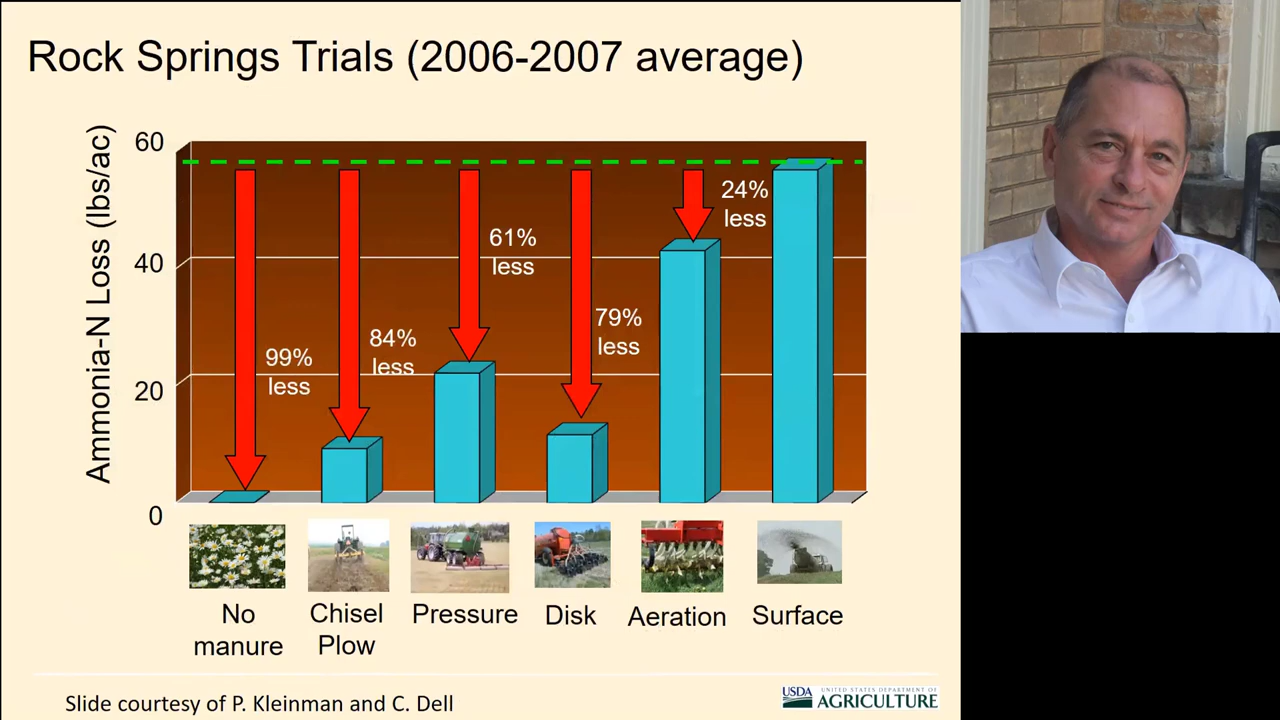 Rock Springs Trials (2006-2007 average)
Ammonia-N Loss (lbs/ac)
60
40
20
0
99%
less
84%
less
61%
less
79%
less
24%
less
No
manure
Chisel
Plow
Pressure
Disk
Aeration
Surface
Slide courtesy of P. Kleinman and C. Dell
USDA
UNITED STATES DEPARTMENT OF
AGRICULTURE